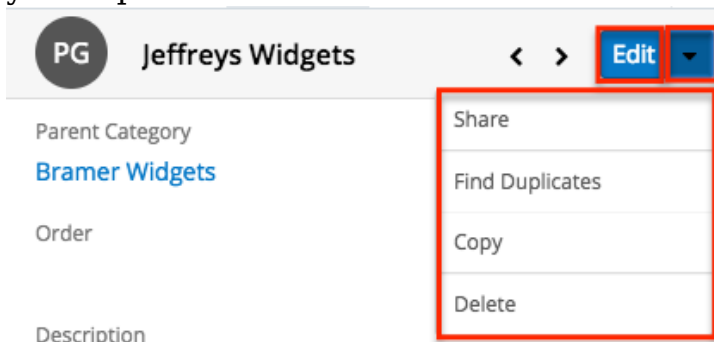 PG Jeffreys Widgets Edit
Share
Parent Category
Bramer Widgets
Find Duplicates
Order
Copy
Delete
Description